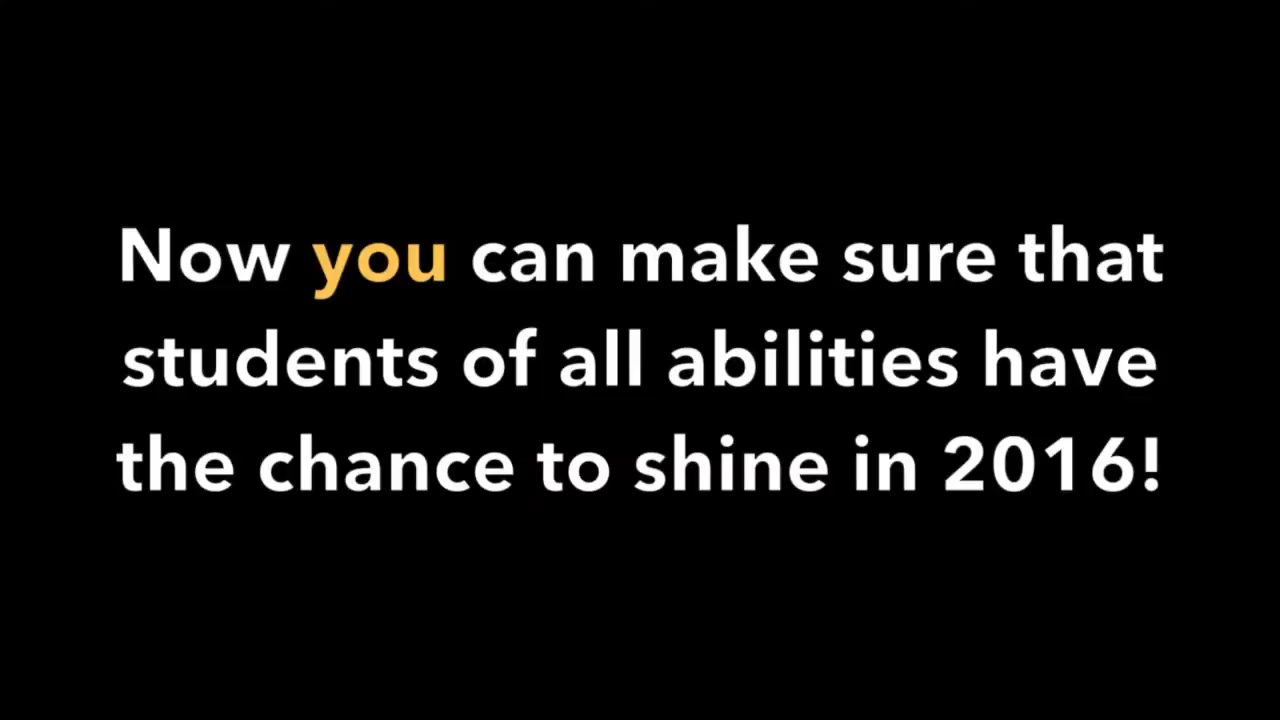 Now you can make sure that
students of all abilities have
the chance to shine in 2016!